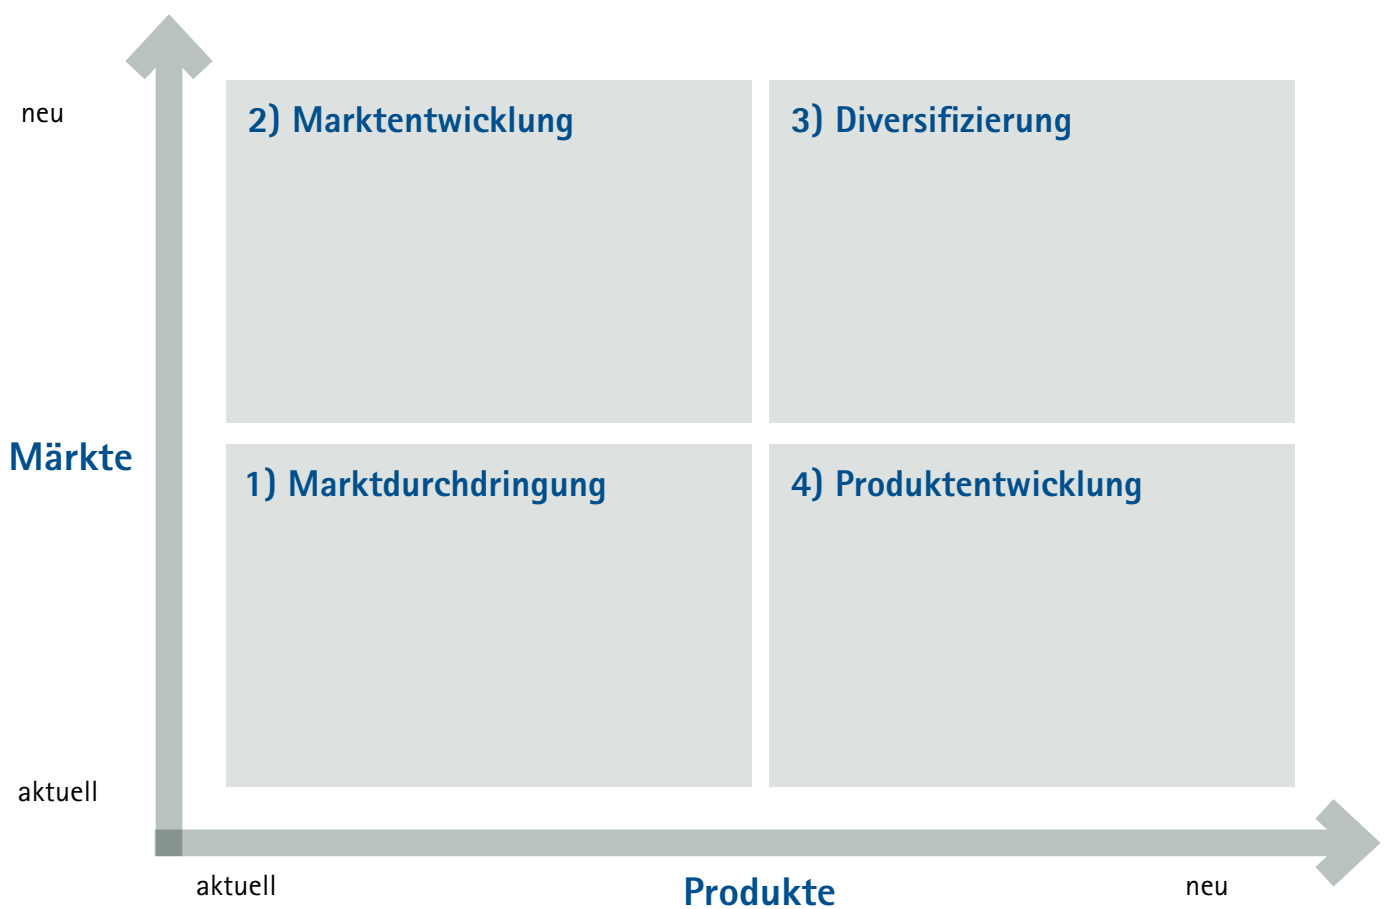 neu
2) Marktentwicklung
3) Diversifizierung
Märkte
1) Marktdurchdringung
4) Produktentwicklung
aktuell
aktuell
Produkte
neu